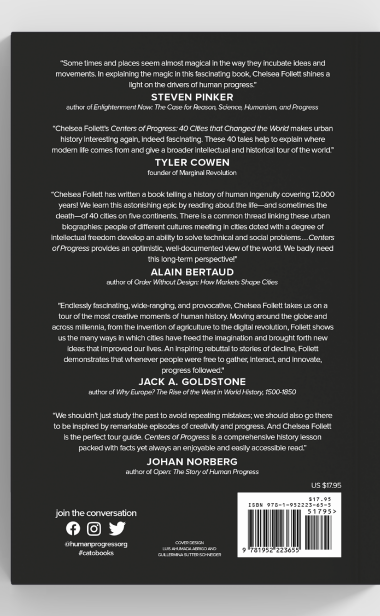 "Some times and places seem almost magical in the way they incubate ideas and
movements. In explaining the magic in this fascinating book, Chelsea Follett shines a
light on the drivers of human progress."
STEVEN PINKER
author of Enlightenment Now: The Case for Reason, Science, Humanism, and Progress
"Chelsea Follett's Centers of Progress: 40 Cities that Changed the World makes urban
history interesting again, indeed fascinating. These 40 tales help to explain where
modern life comes from and give a broader intellectual and historical tour of the world."
TYLER COWEN
founder of Marginal Revolution
"Chelsea Follett has written a book telling a history of human ingenuity covering 12,000
years! We learn this astonishing epic by reading about the life—and sometimes the
death—of 40 cities on five continents. There is a common thread linking these urban
biographies: people of different cultures meeting in cities doted with a degree of
intellectual freedom develop an ability to solve technical and social problems....Centers
of Progress provides an optimistic, well-documented view of the world. We badly need
this long-term perspective!"
ALAIN BERTAUD
author of Order Without Design: How Markets Shape Cities
"Endlessly fascinating, wide-ranging, and provocative, Chelsea Follett takes us on a
tour of the most creative moments of human history. Moving around the globe and
across millennia, from the invention of agriculture to the digital revolution, Follett shows
us the many ways in which cities have freed the imagination and brought forth new
ideas that improved our lives. An inspiring rebuttal to stories of decline, Follett
demonstrates that whenever people were free to gather, interact, and innovate,
progress followed."
JACK A. GOLDSTONE
author of Why Europe? The Rise of the West in World History, 1500-1850
"We shouldn't just study the past to avoid repeating mistakes; we should also go there
to be inspired by remarkable episodes of creativity and progress. And Chelsea Follett
is the perfect tour guide. Centers of Progress is a comprehensive history lesson
packed with facts yet always an enjoyable and easily accessible read."
JOHAN NORBERG
author of Open: The Story of Human Progress
US $17.95
$17.95
ISBN 978-1-952223-65-5
51795>
9 781952 223655
join the conversation
@humanprogressorg
#catobooks
COVER DESIGN
LUIS AHUMADA ABRIGO AND
GUILLERMINA SUTTER SCHNEIDER